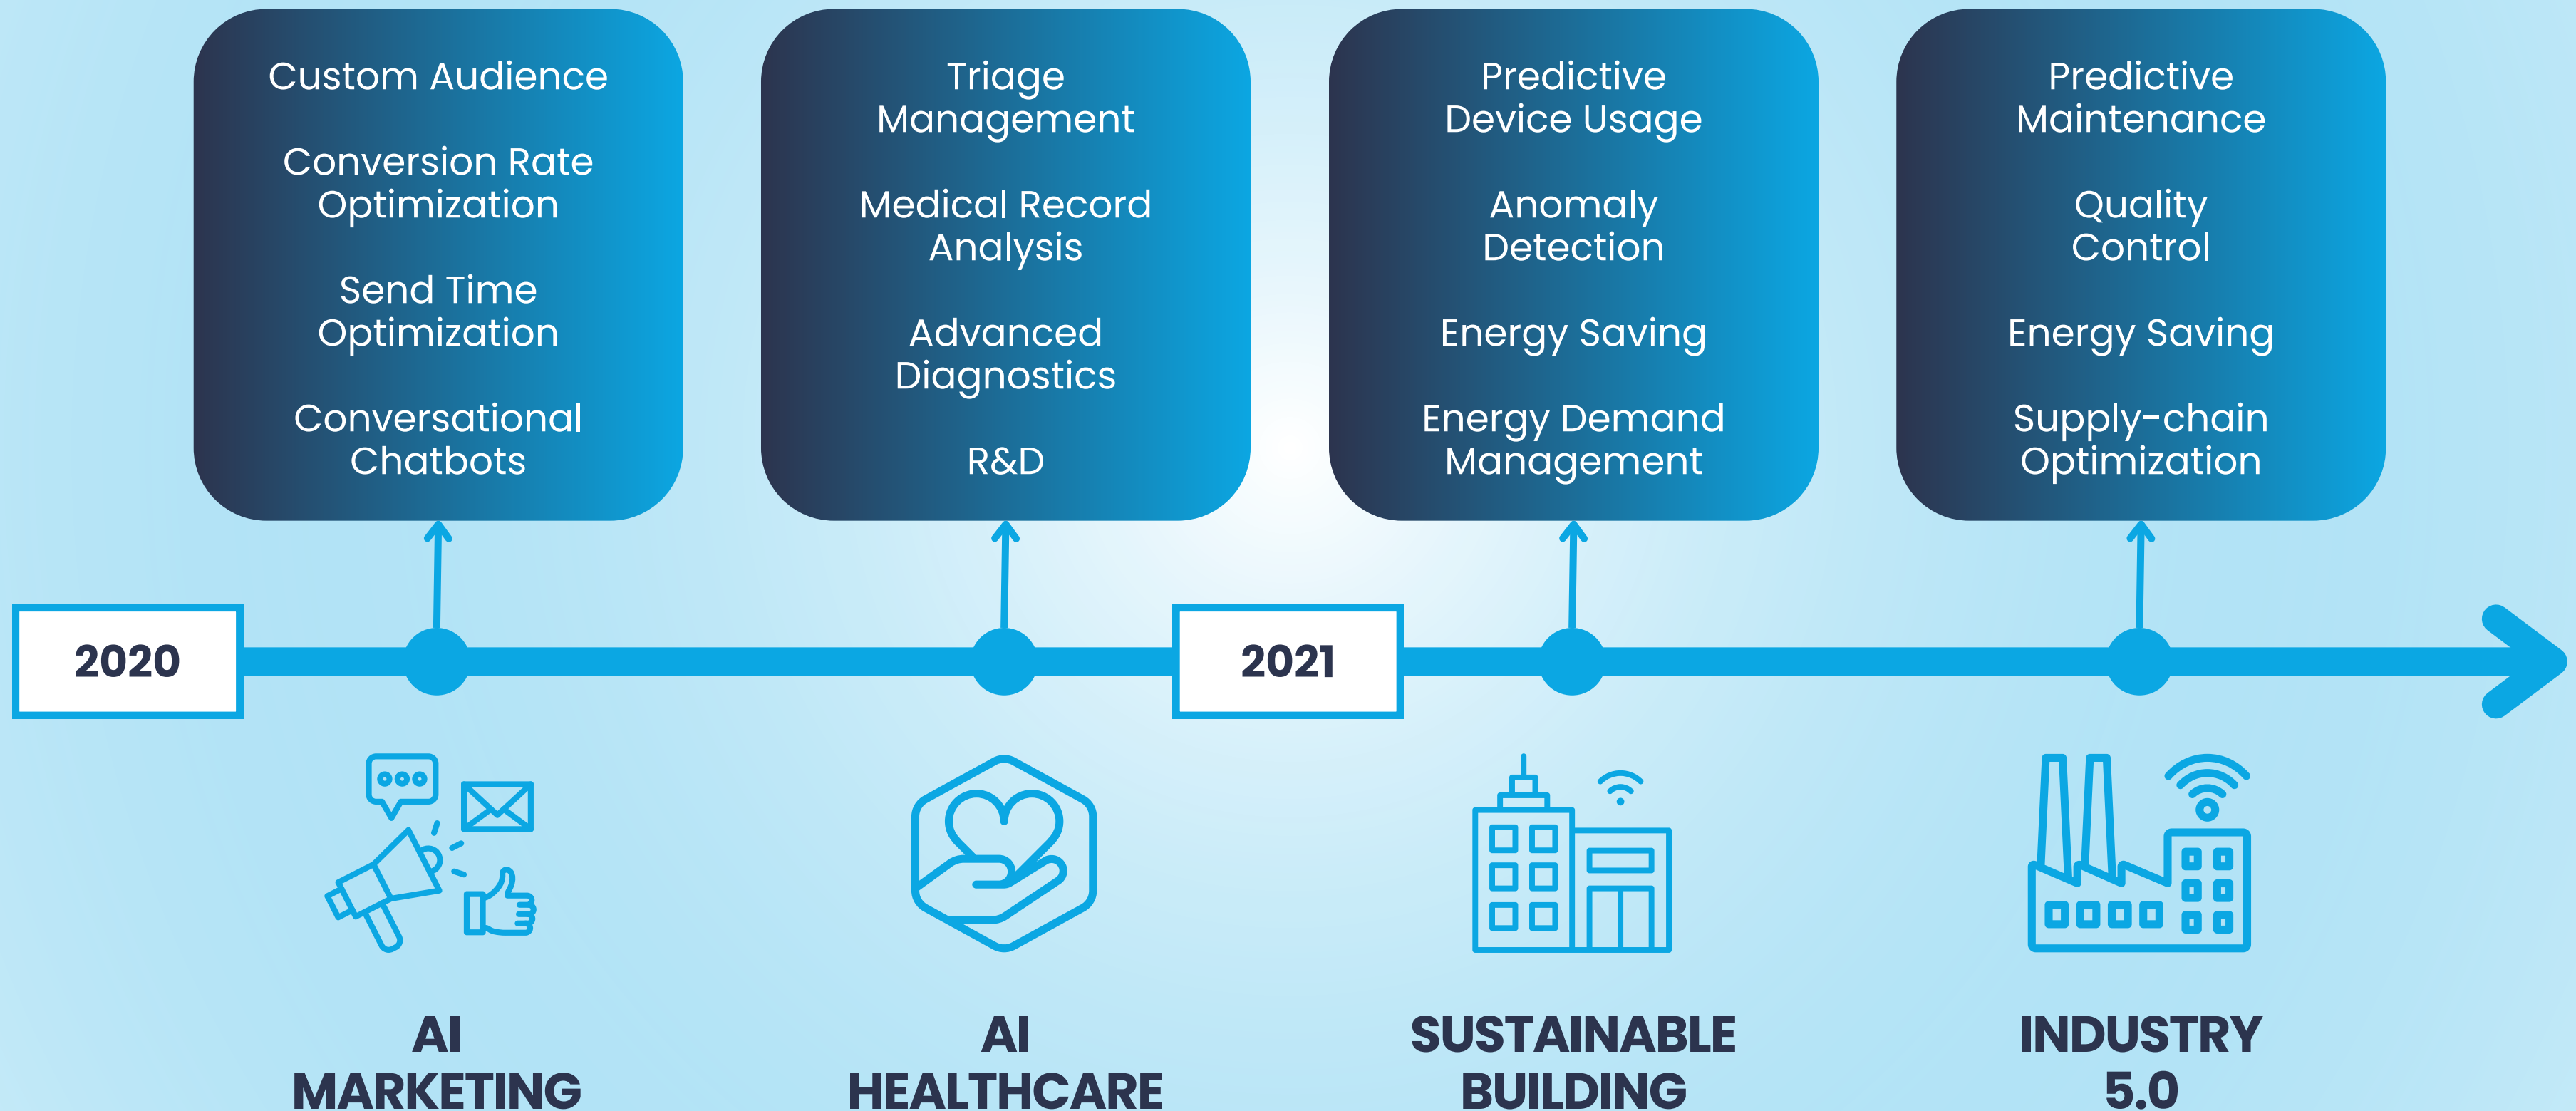 Custom Audience
Conversion Rate
Optimization
Send Time
Optimization
Conversational
Chatbots
Triage
Management
Medical Record
Analysis
Advanced
Diagnostics
R&D
Predictive
Device Usage
Anomaly
Detection
Energy Saving
Energy Demand
Management
Predictive
Maintenance
Quality
Control
Energy Saving
Supply-chain
Optimization
2020
2021
AI
MARKETING
AI
HEALTHCARE
SUSTAINABLE
BUILDING
INDUSTRY
5.0